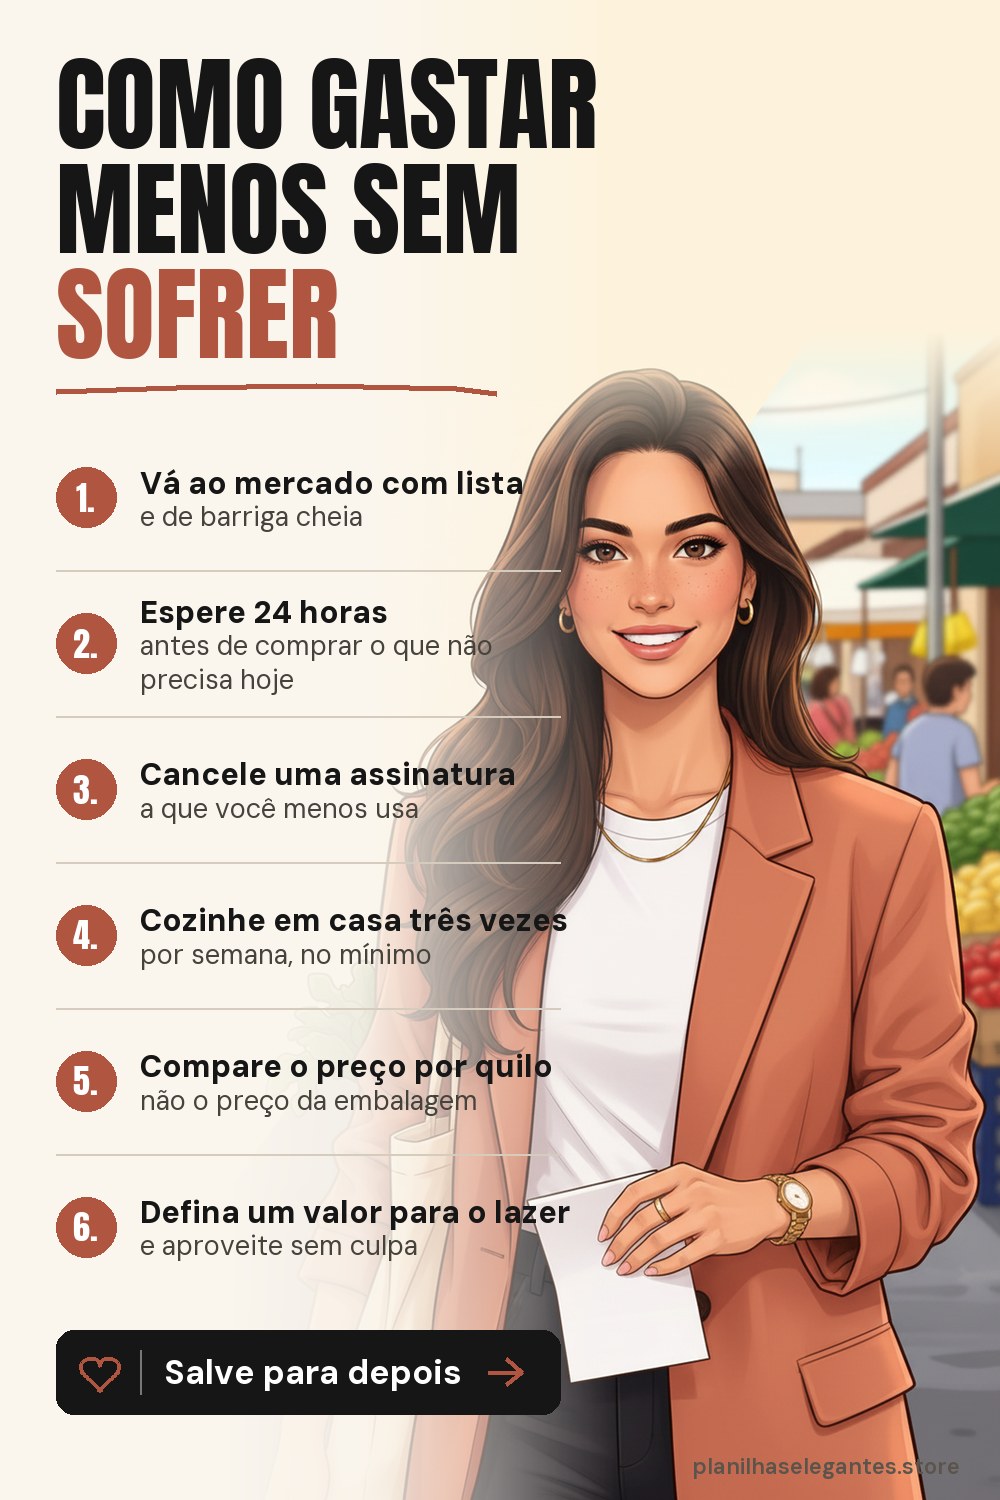 COMO GASTAR
MENOS SEM
SOFRER
1. Vá ao mercado com lista
e de barriga cheia
2. Espere 24 horas
antes de comprar o que não
precisa hoje
3. Cancele uma assinatura
a que você menos usa
4. Cozinhe em casa três vezes
por semana, no mínimo
5. Compare o preço por quilo
não o preço da embalagem
6. Defina um valor para o lazer
e aproveite sem culpa
Salve para depois
planilhaselegantes.store